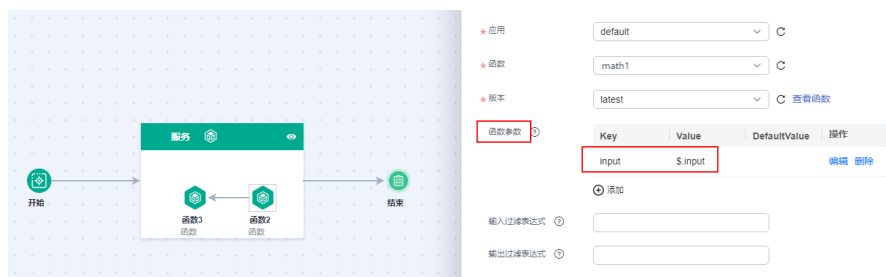 服务
开始
函数3
函数
函数2
函数
结束
* 应用
default
* 函数
math1
* 版本
latest
查看函数
函数参数
Key Value DefaultValue 操作
input $.input 编辑 删除
添加
输入过滤表达式
输出过滤表达式